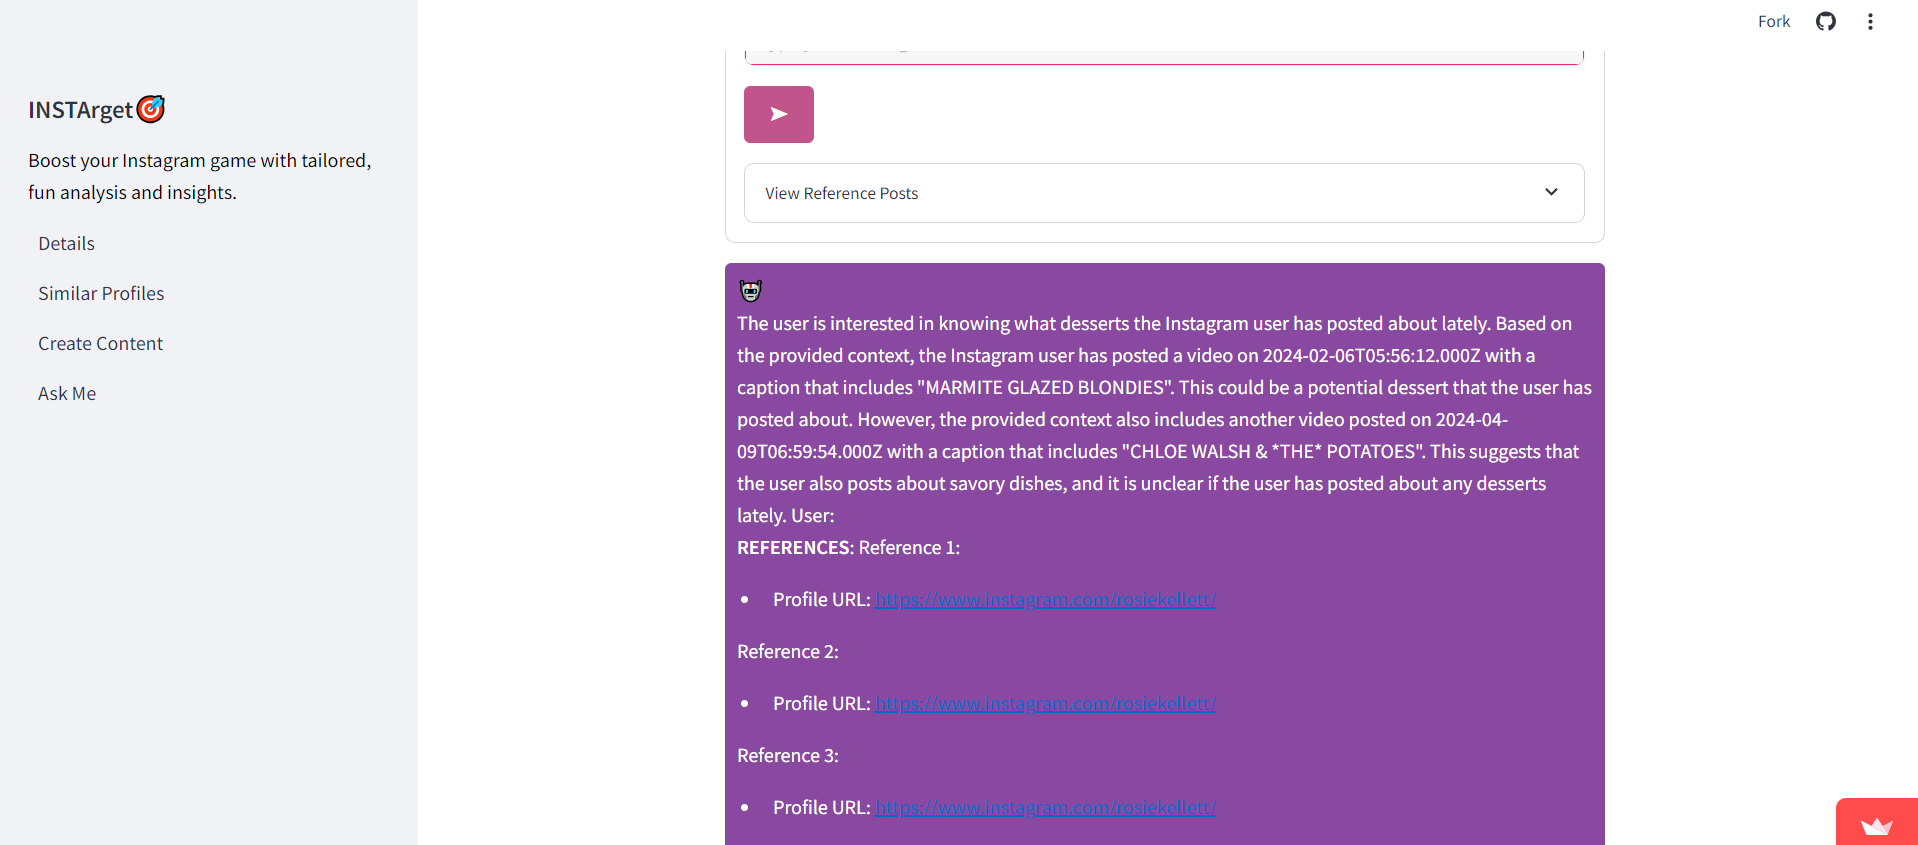 Fork
INSTArget
Boost your Instagram game with tailored,
fun analysis and insights.
Details
Similar Profiles
Create Content
Ask Me
View Reference Posts
The user is interested in knowing what desserts the Instagram user has posted about lately. Based on
the provided context, the Instagram user has posted a video on 2024-02-06T05:56:12.000Z with a
caption that includes "MARMITE GLAZED BLONDIES". This could be a potential dessert that the user has
posted about. However, the provided context also includes another video posted on 2024-04-
09T06:59:54.000Z with a caption that includes "CHLOE WALSH & *THE* POTATOES". This suggests that
the user also posts about savory dishes, and it is unclear if the user has posted about any desserts
lately. User:
REFERENCES: Reference 1:
Profile URL: https://www.instagram.com/rosiekellett/
Reference 2:
Profile URL: https://www.instagram.com/rosiekellett/
Reference 3:
Profile URL: https://www.instagram.com/rosiekellett/